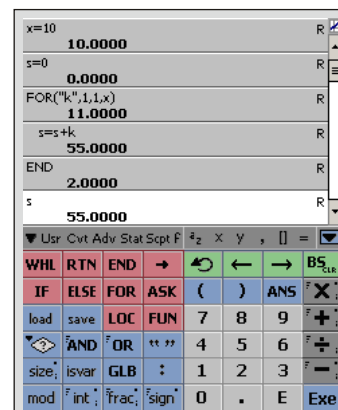 x=10 R
10.0000
s=0 R
0.0000
FOR("k",1,1,x) R
11.0000
s=s+k R
55.0000
END R
2.0000
s R
55.0000
▼ Usr Cvt Adv Stat Scpt F az x y , [] = ▼
WHL RTN END → ← → BS CLR
IF ELSE FOR ASK ( ) ANS F X
load save LOC FUN 7 8 9 F +
<?> F AND F OR " " 4 5 6 F ÷
size isvar GLB : 1 2 3 F −
mod F int F frac F sign 0 . E Exe